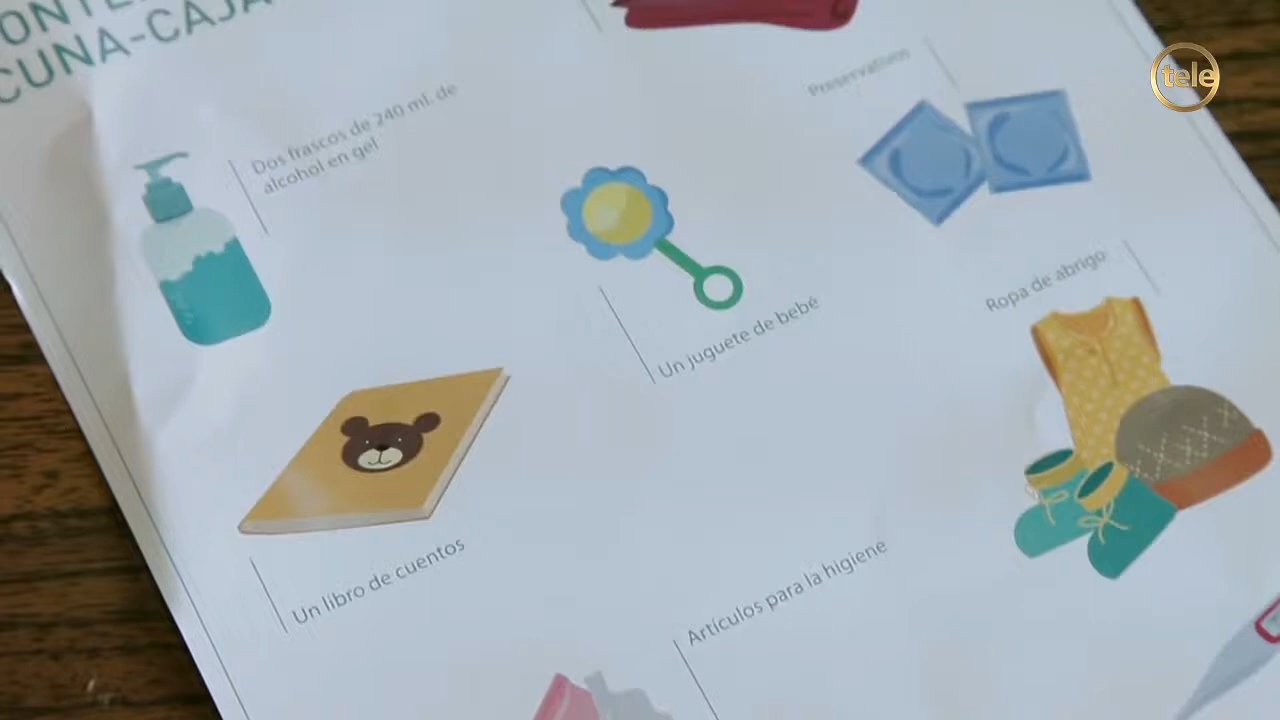 CUNA-CAJA
tele
Preservativos
Dos frascos de 240 ml. de
alcohol en gel
Ropa de abrigo
Un juguete de bebé
Un libro de cuentos
Artículos para la higiene